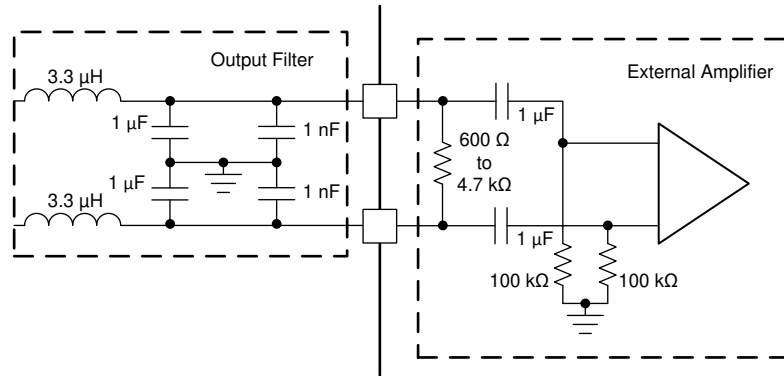 Output Filter
External Amplifier
3.3 µH
1 µF
1 nF
1 µF
600 Ω
to
4.7 kΩ
1 µF
1 nF
3.3 µH
1 µF
100 kΩ
100 kΩ